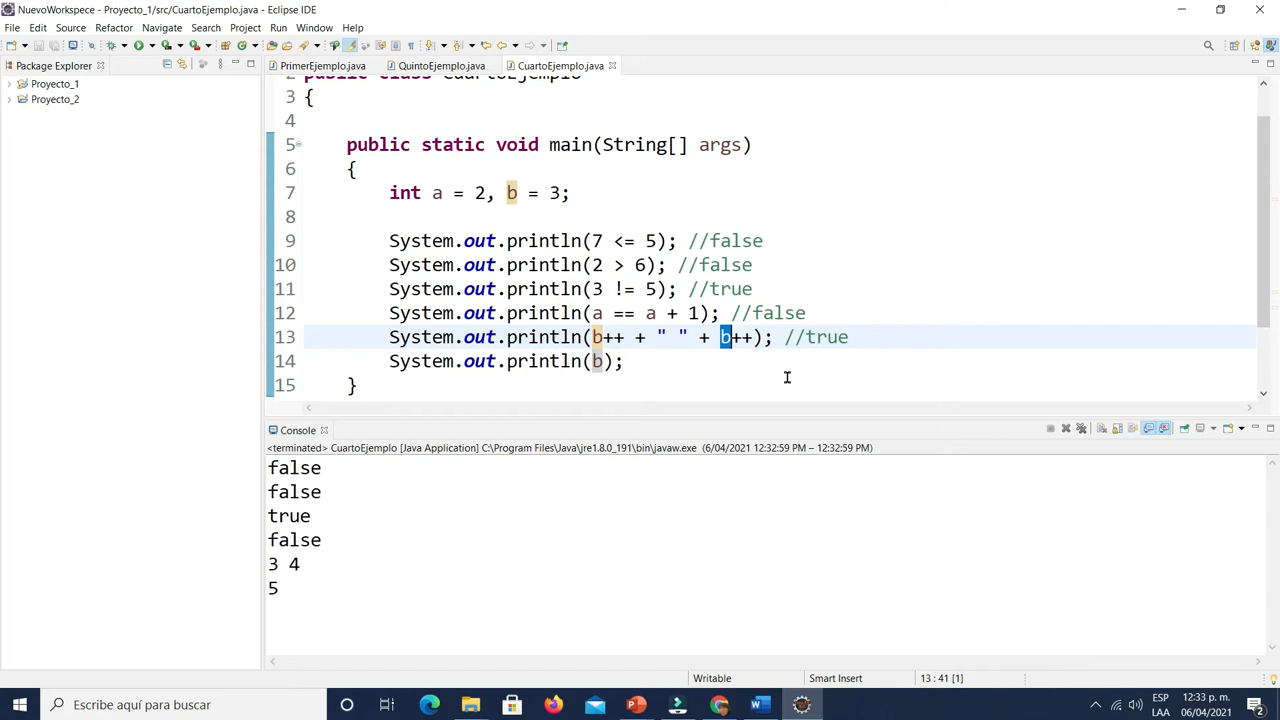 NuevoWorkspece - Proyecto_1/src/CuartoEjemplo.java - Eclipse IDE
File Edit Source Refactor Navigate Search Project Run Window Help
Package Explorer
PrimerEjemplo.java QuintoEjemplo.java CuartoEjemplo.java
Proyecto_1
Proyecto_2
2 public class CuartoEjemplo
3 {
4
5 public static void main(String[] args)
6 {
7 int a = 2, b = 3;
8
9 System.out.println(7 <= 5); //false
10 System.out.println(2 > 6); //false
11 System.out.println(3 != 5); //true
12 System.out.println(a == a + 1); //false
13 System.out.println(b++ + " " + b++); //true
14 System.out.println(b);
15 }
Console
<terminated> CuartoEjemplo [Java Application] C:\Program Files\Java\jre1.8.0_191\bin\javaw.exe (6/04/2021 12:32:59 PM – 12:32:59 PM)
false
false
true
false
3 4
5
Writable Smart Insert 13 : 41 [1]
Escribe aquí para buscar
ESP 12:33 p. m.
LAA 06/04/2021
2